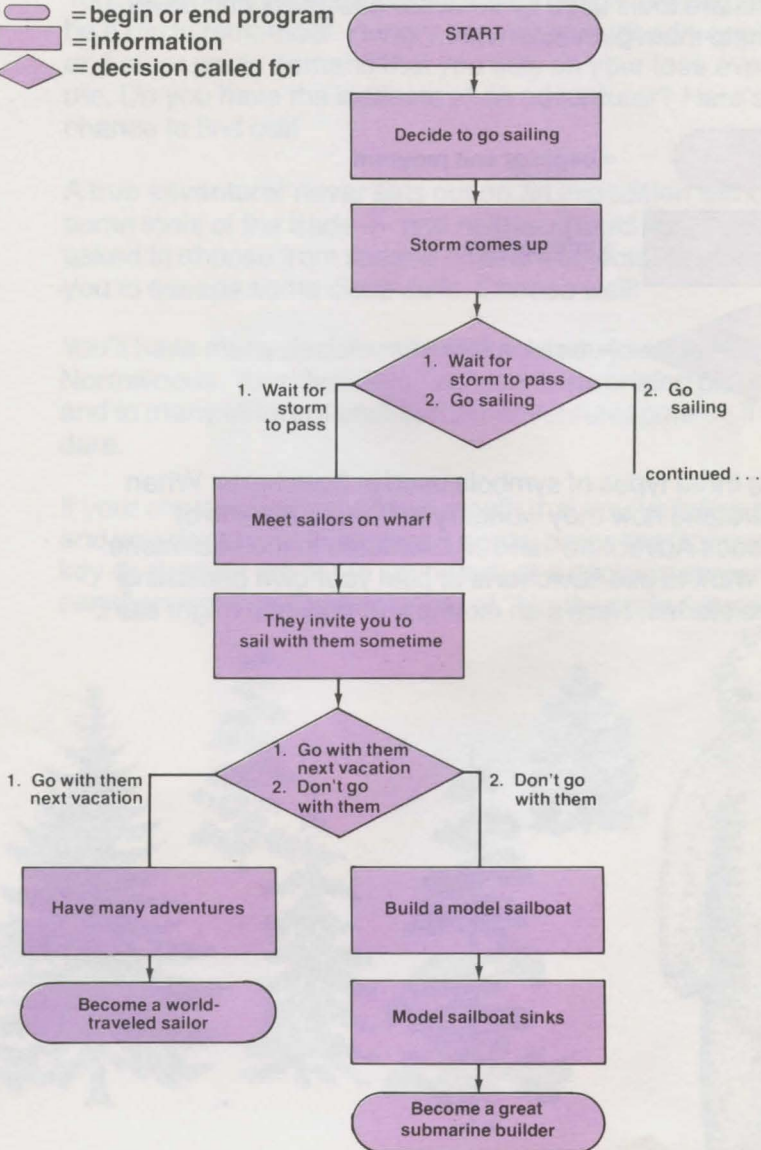 =begin or end program
=information
=decision called for
START
Decide to go sailing
Storm comes up
1. Wait for
storm to pass
2. Go sailing
1. Wait for
storm
to pass
2. Go
sailing
continued...
Meet sailors on wharf
They invite you to
sail with them sometime
1. Go with them
next vacation
2. Don't go
with them
1. Go with them
next vacation
2. Don't go
with them
Have many adventures
Become a world-
traveled sailor
Build a model sailboat
Model sailboat sinks
Become a great
submarine builder